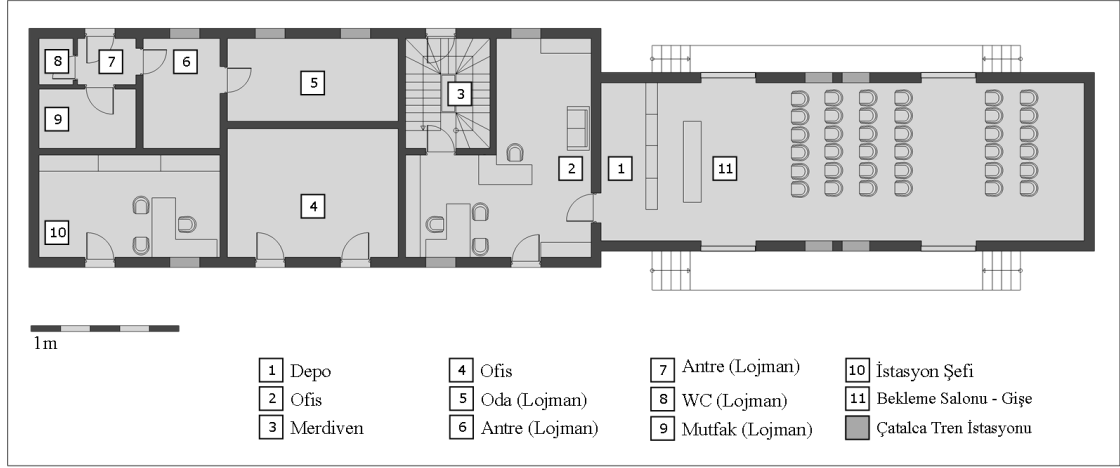 8
7
6
5
3
9
2
1
11
4
10
1m
1 Depo
2 Ofis
3 Merdiven
4 Ofis
5 Oda (Lojman)
6 Antre (Lojman)
7 Antre (Lojman)
8 WC (Lojman)
9 Mutfak (Lojman)
10 İstasyon Şefi
11 Bekleme Salonu - Gişe
Çatalca Tren İstasyonu